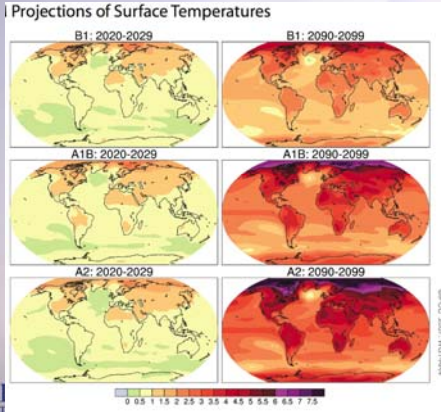 Projections of Surface Temperatures
B1: 2020-2029 B1: 2090-2099
A1B: 2020-2029 A1B: 2090-2099
A2: 2020-2029 A2: 2090-2099
0 0.5 1 1.5 2 2.5 3 3.5 4 4.5 5 5.5 6 6.5 7 7.5